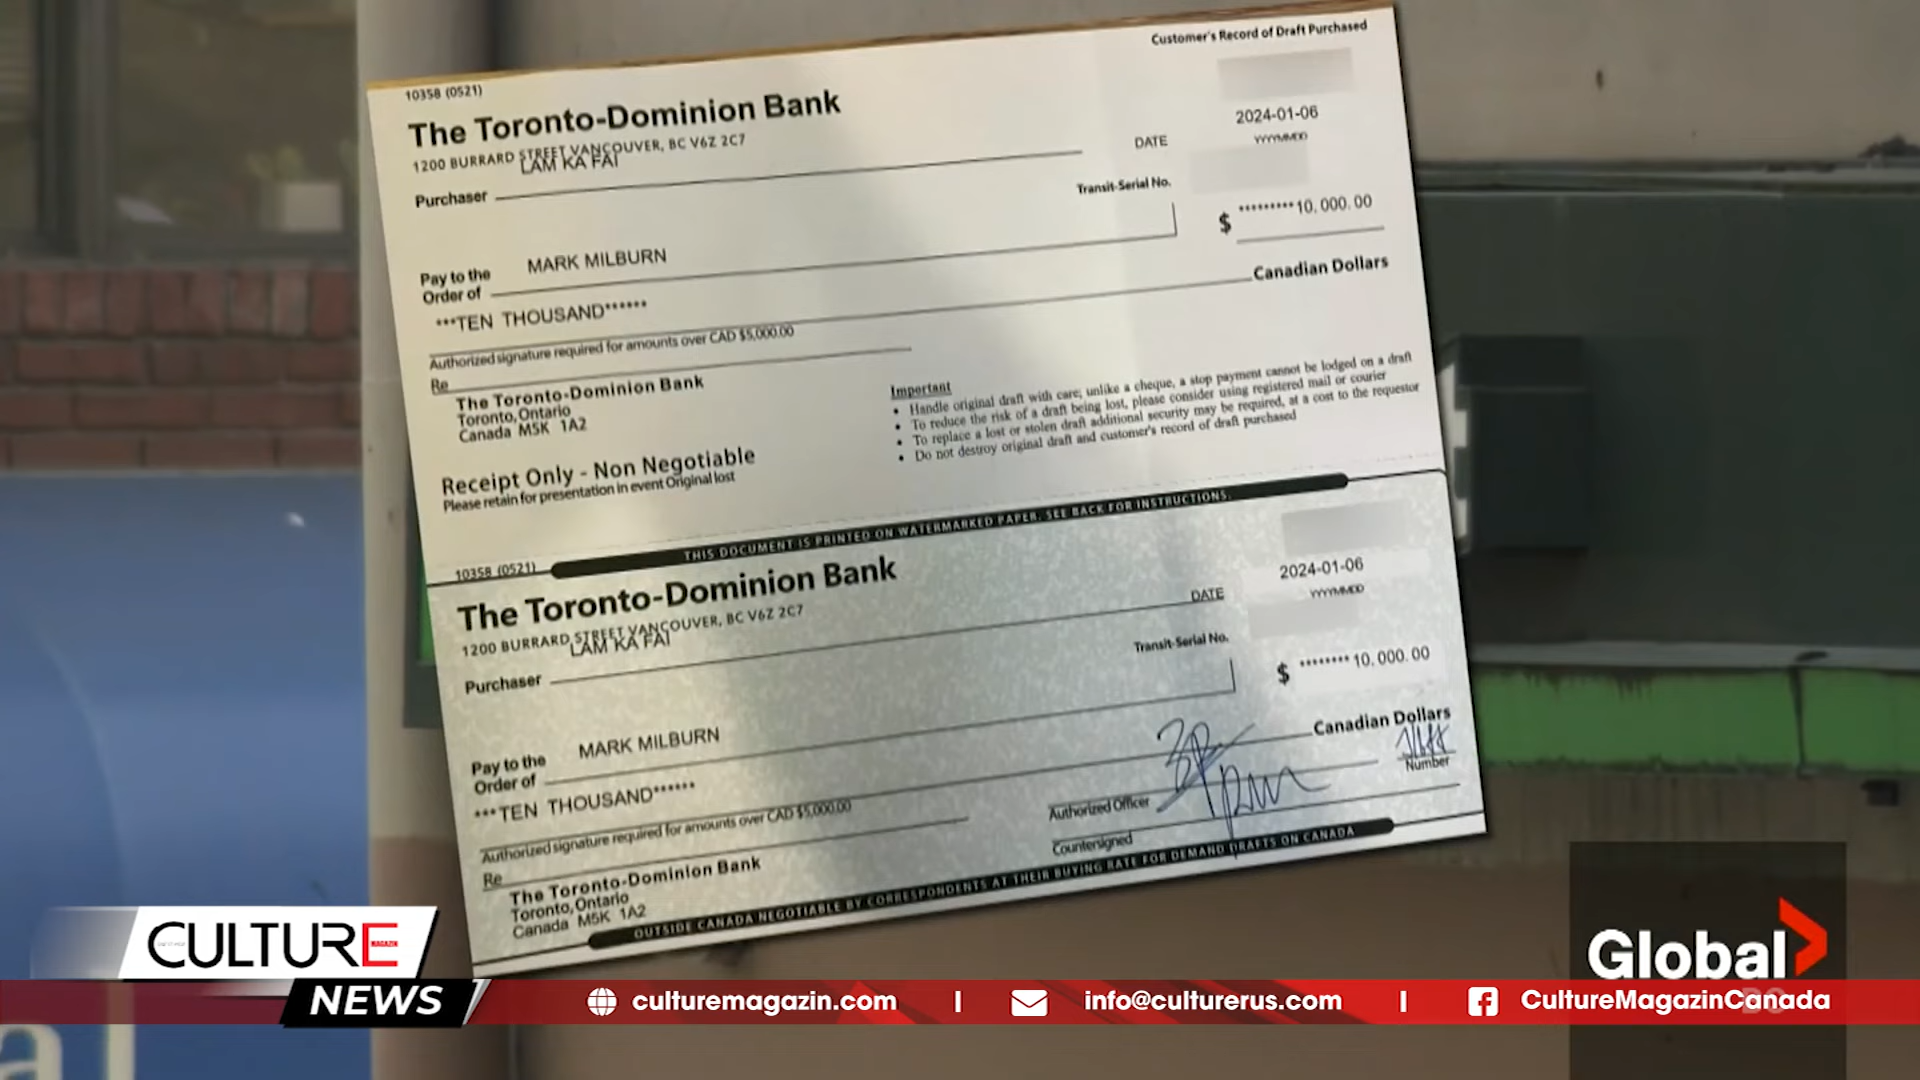 Customer's Record of Draft Purchased
10358 (0521)
The Toronto-Dominion Bank
1200 BURRARD STREET VANCOUVER, BC V6Z 2C7
LAM KA FAI
Purchaser
DATE
2024-01-06
YYYYMMDD
Transit-Serial No.
$ *********10,000.00
Pay to the
Order of
MARK MILBURN
***TEN THOUSAND******
Canadian Dollars
Authorized signature required for amounts over CAD $5,000.00
Re
The Toronto-Dominion Bank
Toronto, Ontario
Canada M5K 1A2
Receipt Only - Non Negotiable
Please retain for presentation in event Original lost
Important
• Handle original draft with care; unlike a cheque, a stop payment cannot be lodged on a draft
• To reduce the risk of a draft being lost, please consider using registered mail or courier
• To replace a lost or stolen draft additional security may be required, at a cost to the requestor
• Do not destroy original draft and customer's record of draft purchased
THIS DOCUMENT IS PRINTED ON WATERMARKED PAPER. SEE BACK FOR INSTRUCTIONS.
10358 (0521)
The Toronto-Dominion Bank
1200 BURRARD STREET VANCOUVER, BC V6Z 2C7
LAM KA FAI
Purchaser
DATE
2024-01-06
YYYYMMDD
Transit-Serial No.
$ ********10,000.00
Pay to the
Order of
MARK MILBURN
***TEN THOUSAND******
Canadian Dollars
Authorized signature required for amounts over CAD $5,000.00
Re
The Toronto-Dominion Bank
Toronto, Ontario
Canada M5K 1A2
Authorized Officer
Number
Countersigned
OUTSIDE CANADA NEGOTIABLE BY CORRESPONDENTS AT THEIR BUYING RATE FOR DEMAND DRAFTS ON CANADA
CULTURE
NEWS
culturemagazin.com | info@culturerus.com | CultureMagazinCanada
Global
BC
al